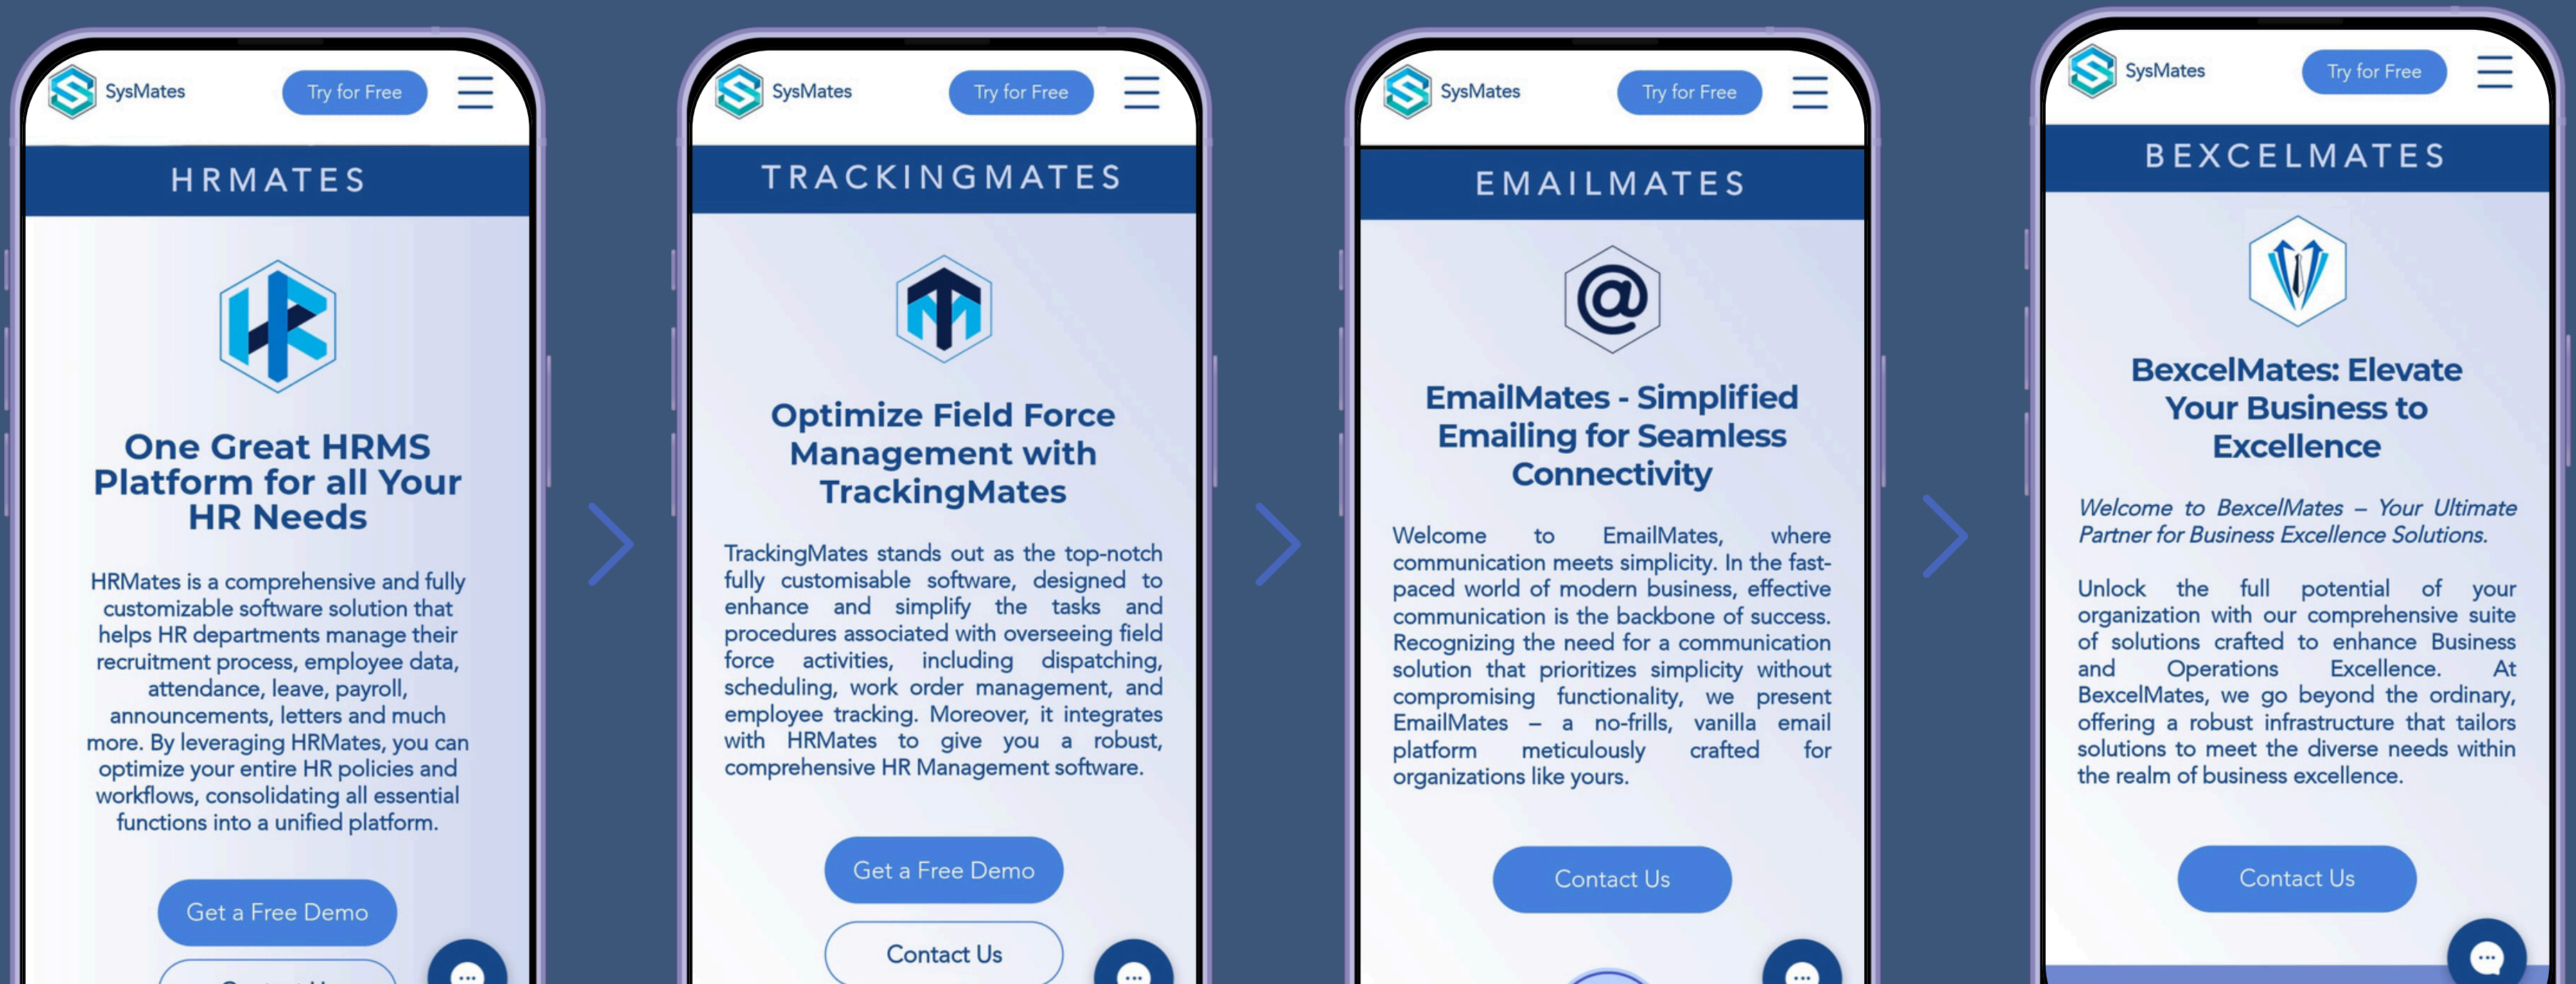 SysMates
Try for Free
HRMATES
One Great HRMS
Platform for all Your
HR Needs
HRMates is a comprehensive and fully
customizable software solution that
helps HR departments manage their
recruitment process, employee data,
attendance, leave, payroll,
announcements, letters and much
more. By leveraging HRMates, you can
optimize your entire HR policies and
workflows, consolidating all essential
functions into a unified platform.
Get a Free Demo
SysMates
Try for Free
TRACKINGMATES
Optimize Field Force
Management with
TrackingMates
TrackingMates stands out as the top-notch
fully customisable software, designed to
enhance and simplify the tasks and
procedures associated with overseeing field
force activities, including dispatching,
scheduling, work order management, and
employee tracking. Moreover, it integrates
with HRMates to give you a robust,
comprehensive HR Management software.
Get a Free Demo
Contact Us
SysMates
Try for Free
EMAILMATES
@
EmailMates - Simplified
Emailing for Seamless
Connectivity
Welcome to EmailMates, where
communication meets simplicity. In the fast-
paced world of modern business, effective
communication is the backbone of success.
Recognizing the need for a communication
solution that prioritizes simplicity without
compromising functionality, we present
EmailMates – a no-frills, vanilla email
platform meticulously crafted for
organizations like yours.
Contact Us
SysMates
Try for Free
BEXCELMATES
BexcelMates: Elevate
Your Business to
Excellence
Welcome to BexcelMates – Your Ultimate
Partner for Business Excellence Solutions.
Unlock the full potential of your
organization with our comprehensive suite
of solutions crafted to enhance Business
and Operations Excellence. At
BexcelMates, we go beyond the ordinary,
offering a robust infrastructure that tailors
solutions to meet the diverse needs within
the realm of business excellence.
Contact Us